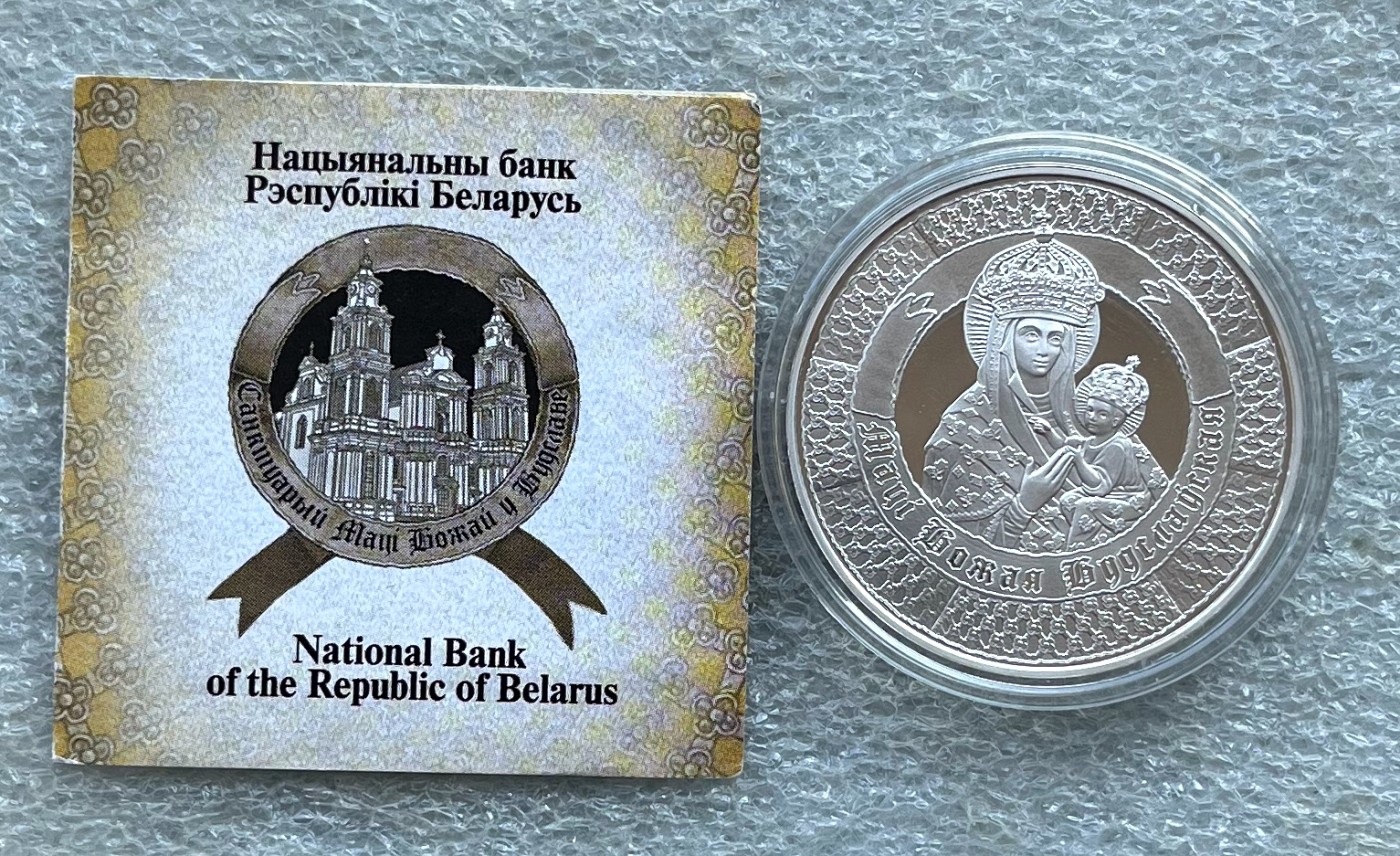 Нацыянальны банк
Рэспублікі Беларусь
Санктуарый Маці Божай у Будславе
National Bank
of the Republic of Belarus
Маці Божая Будслаўская